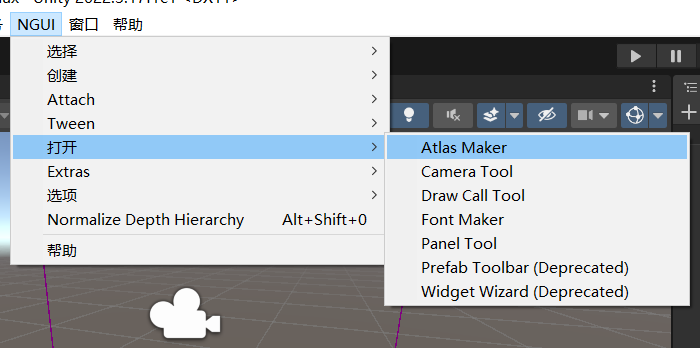 NGUI 窗口 帮助
选择
创建
Attach
Tween
打开
Extras
选项
Normalize Depth Hierarchy Alt+Shift+0
帮助
Atlas Maker
Camera Tool
Draw Call Tool
Font Maker
Panel Tool
Prefab Toolbar (Deprecated)
Widget Wizard (Deprecated)